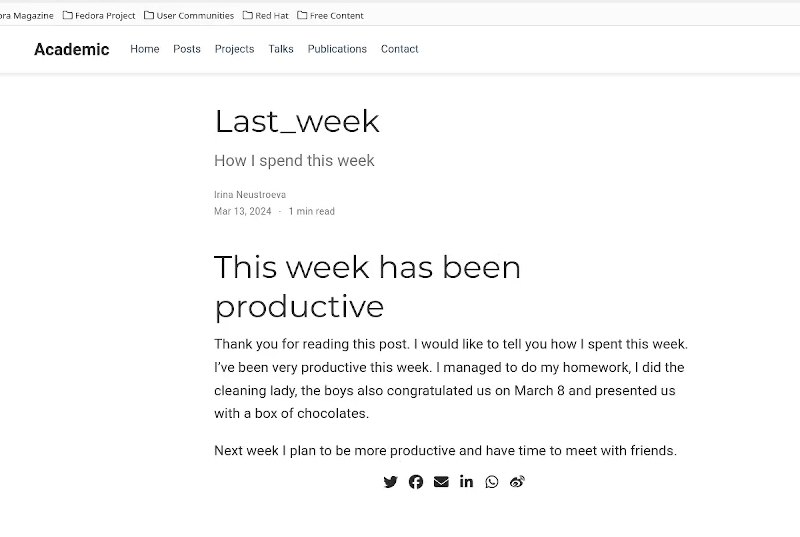 ora Magazine Fedora Project User Communities Red Hat Free Content
Academic Home Posts Projects Talks Publications Contact
Last_week
How I spend this week
Irina Neustroeva
Mar 13, 2024 · 1 min read
This week has been
productive
Thank you for reading this post. I would like to tell you how I spent this week.
I've been very productive this week. I managed to do my homework, I did the
cleaning lady, the boys also congratulated us on March 8 and presented us
with a box of chocolates.
Next week I plan to be more productive and have time to meet with friends.